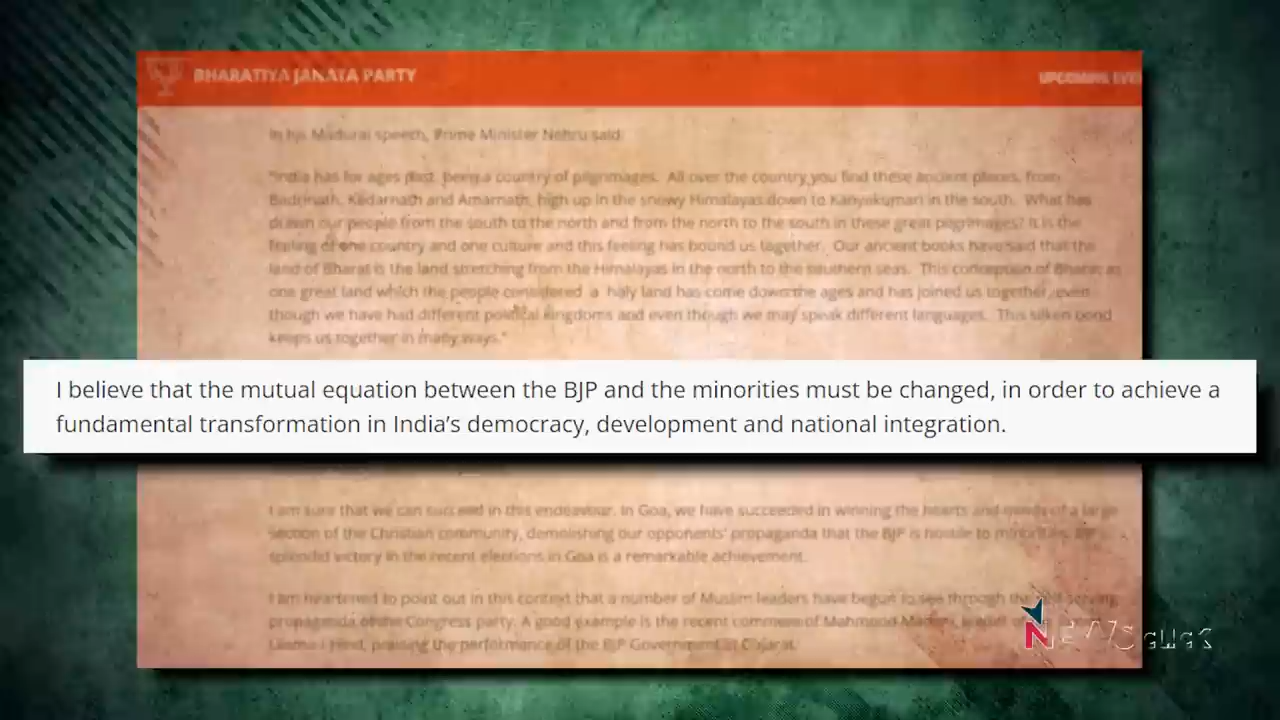 BHARATIYA JANATA PARTY
UPCOMING EVE
In his Madurai speech, Prime Minister Nehru said:
"India has for ages past, being a country of pilgrimages. All over the country you find these ancient places, from
Badrinath, Kedarnath and Amarnath, high up in the snowy Himalayas down to Kanyakumari in the south. What has
drawn our people from the south to the north and from the north to the south in these great pilgrimages? It is the
feeling of one country and one culture and this feeling has bound us together. Our ancient books have said that the
land of Bharat is the land stretching from the Himalayas in the north to the southern seas. This conception of Bharat as
one great land which the people considered a holy land has come down the ages and has joined us together, even
though we have had different political kingdoms and even though we may speak different languages. This silken bond
keeps us together in many ways."
I believe that the mutual equation between the BJP and the minorities must be changed, in order to achieve a
fundamental transformation in India's democracy, development and national integration.
I am sure that we can succeed in this endeavour. In Goa, we have succeeded in winning the hearts and minds of a large
section of the Christian community, demolishing our opponents' propaganda that the BJP is hostile to minorities.
splendid victory in the recent elections in Goa is a remarkable achievement.
I am heartened to point out in this context that a number of Muslim leaders have begun to see through the serving
propaganda of the Congress party. A good example is the recent comment of Mahmood Madani,
Ulema-i-Hind, praising the performance of the BJP Government in Gujarat.
NEWS